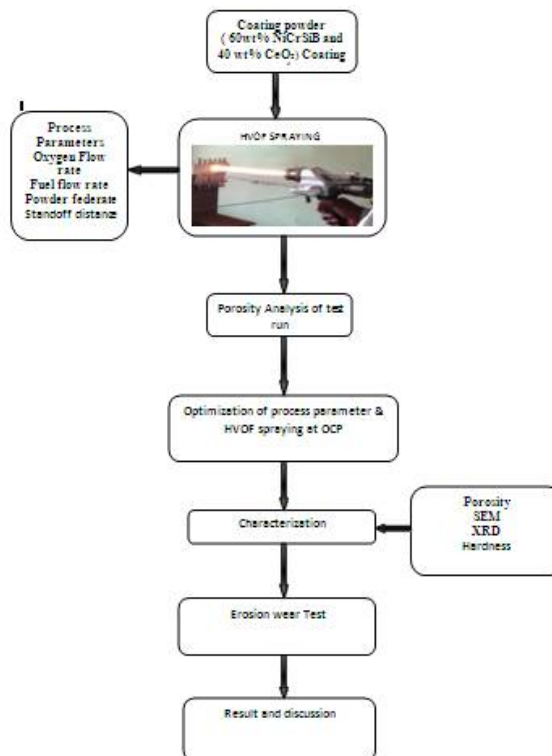 Coating powder
( 60wt% NiCrSiB and
40 wt% CeO₂) Coating
HVOF SPRAYING
Process
Parameters
Oxygen Flow
rate
Fuel flow rate
Powder federate
Standoff distance
Porosity Analysis of test
run
Optimization of process parameter &
HVOF spraying at OCP
Characterization
Porosity
SEM
XRD
Hardness
Erosion wear Test
Result and discussion